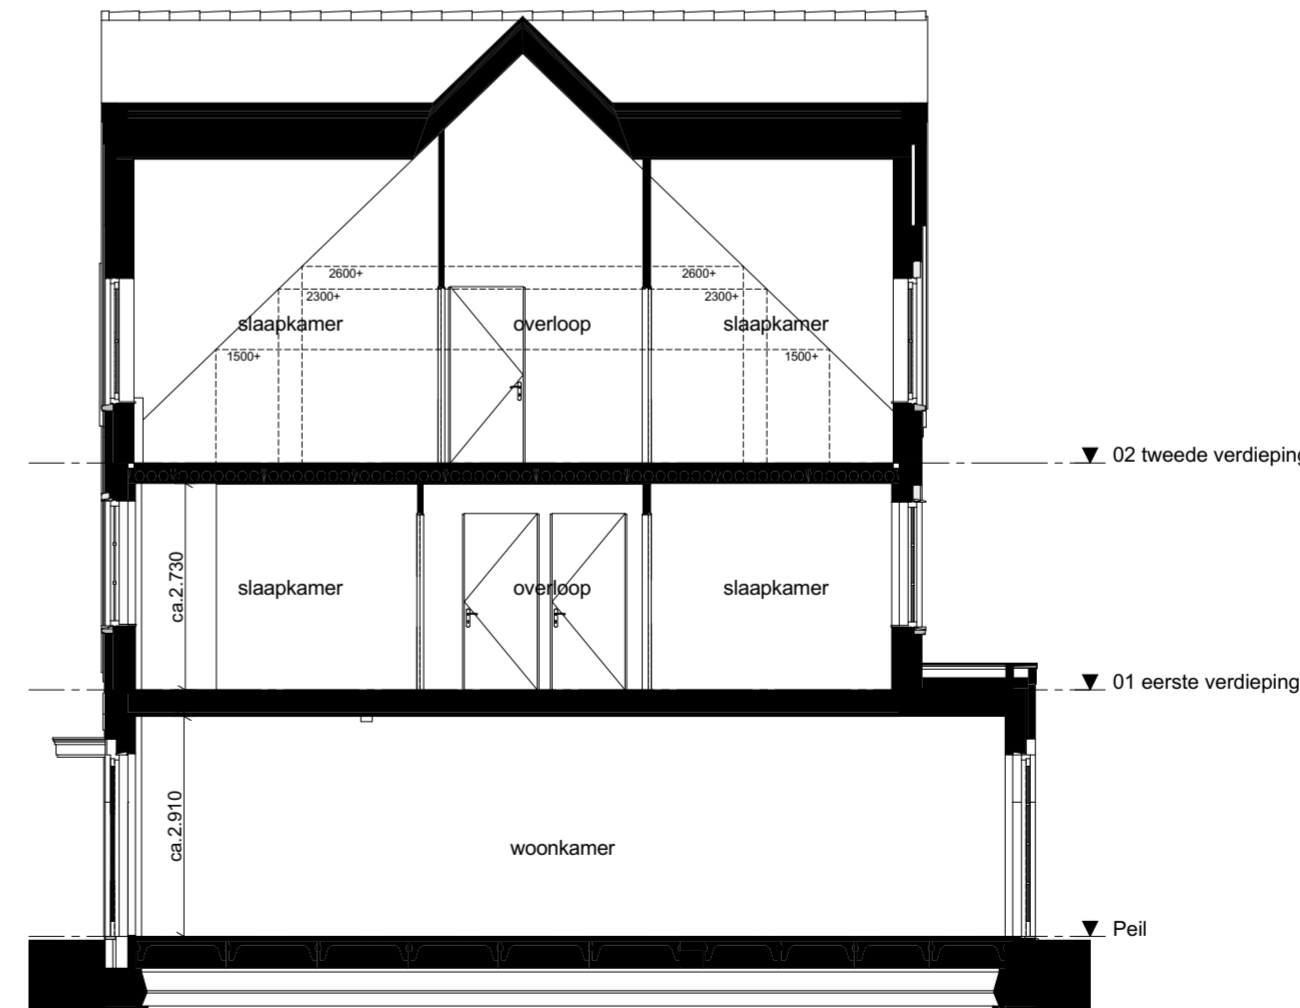 2600+
2600+
2300+
2300+
slaapkamer
overloop
slaapkamer
1500+
1500+
02 tweede verdieping
ca.2.730
slaapkamer
overloop
slaapkamer
01 eerste verdieping
ca.2.910
woonkamer
Peil